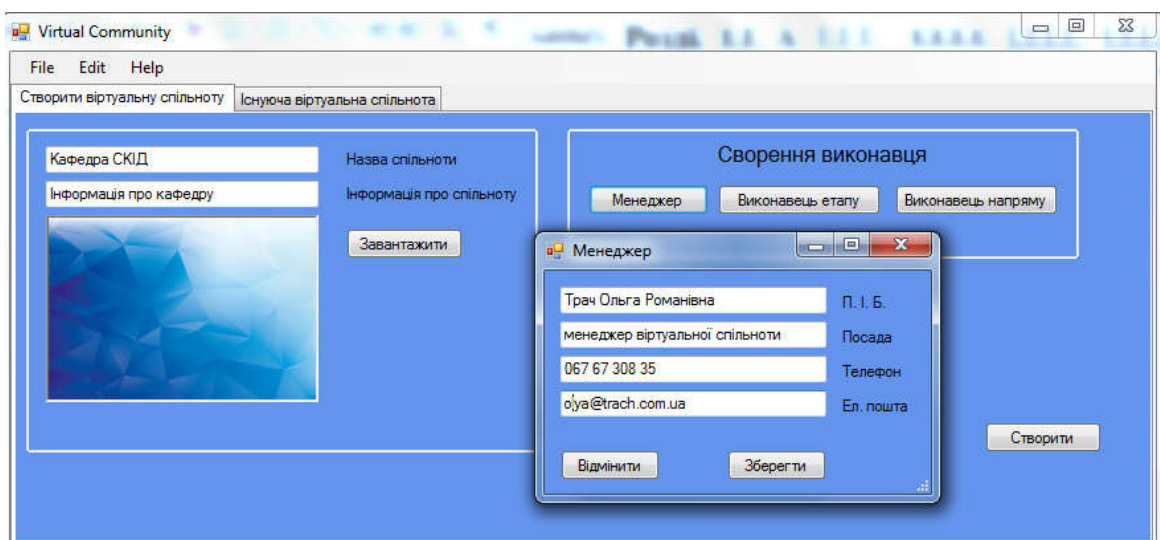 Virtual Community
File Edit Help
Створити віртуальну спільноту Існуюча віртуальна спільнота
Кафедра СКІД Назва спільноти
Інформація про кафедру Інформація про спільноту
Завантажити
Сворення виконавця
Менеджер Виконавець етапу Виконавець напряму
Менеджер
Трач Ольга Романівна П. І. Б.
менеджер віртуальної спільноти Посада
067 67 308 35 Телефон
olya@trach.com.ua Ел. пошта
Відмінити Зберегти
Створити